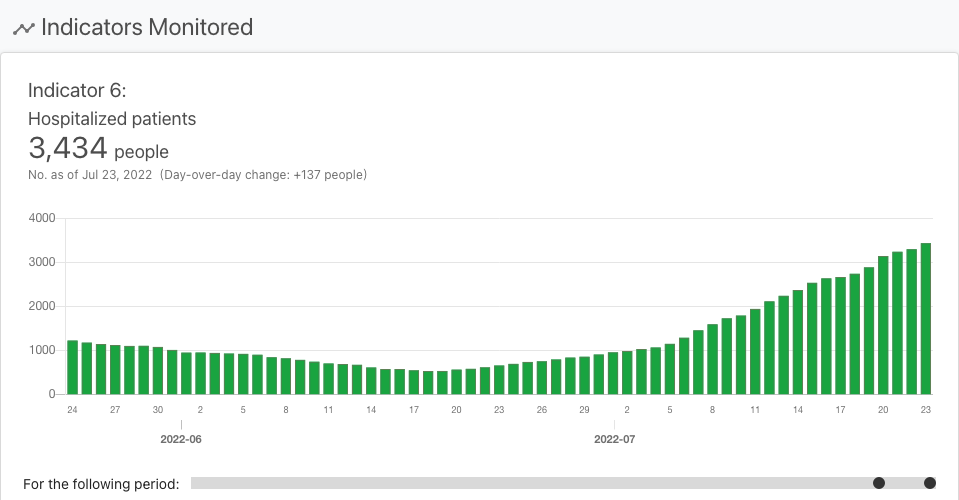 Indicators Monitored
Indicator 6:
Hospitalized patients
3,434 people
No. as of Jul 23, 2022 (Day-over-day change: +137 people)
4000
3000
2000
1000
0
24 27 30 2 5 8 11 14 17 20 23 26 29 2 5 8 11 14 17 20 23
2022-06 2022-07
For the following period: